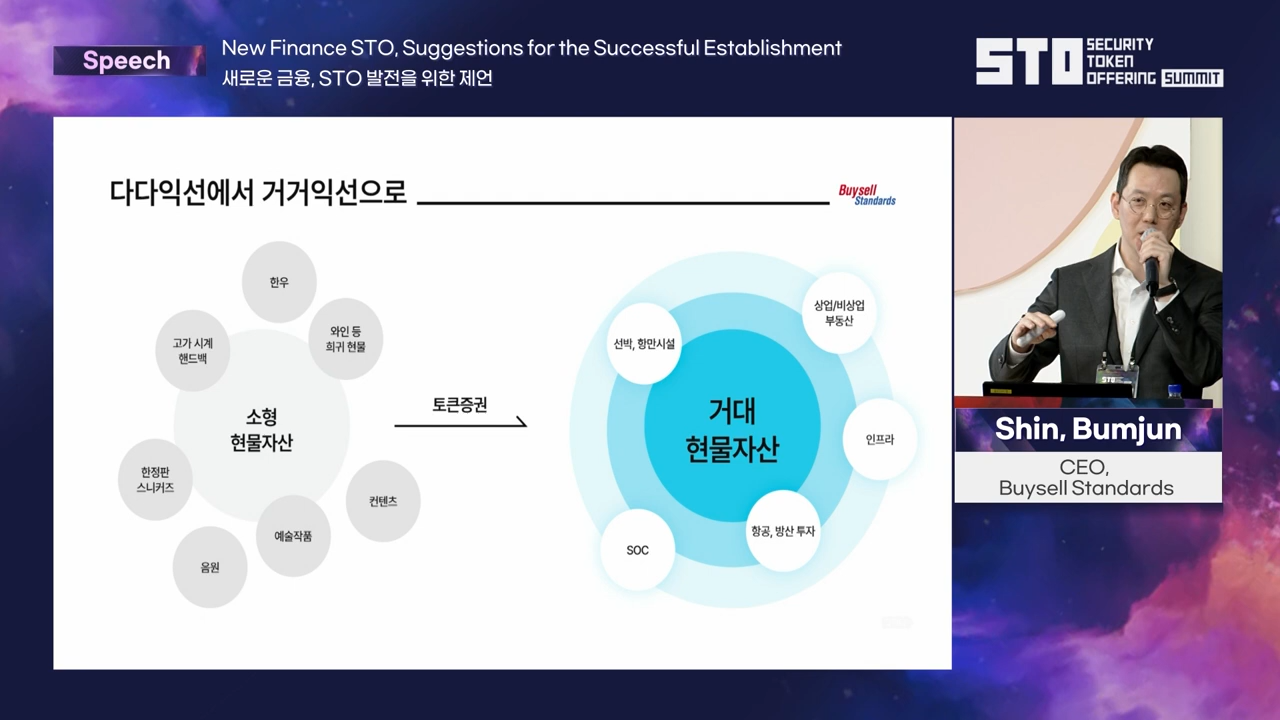 Speech
New Finance STO, Suggestions for the Successful Establishment
새로운 금융, STO 발전을 위한 제언
STO
SECURITY
TOKEN
OFFERING SUMMIT
다다익선에서 거거익선으로
Buysell
Standards
한우
고가 시계
핸드백
와인 등
희귀 현물
소형
현물자산
한정판
스니커즈
음원
예술작품
컨텐츠
토큰증권
선박, 항만시설
상업/비상업
부동산
거대
현물자산
인프라
SOC
항공, 방산 투자
STO
Shin, Bumjun
CEO,
Buysell Standards